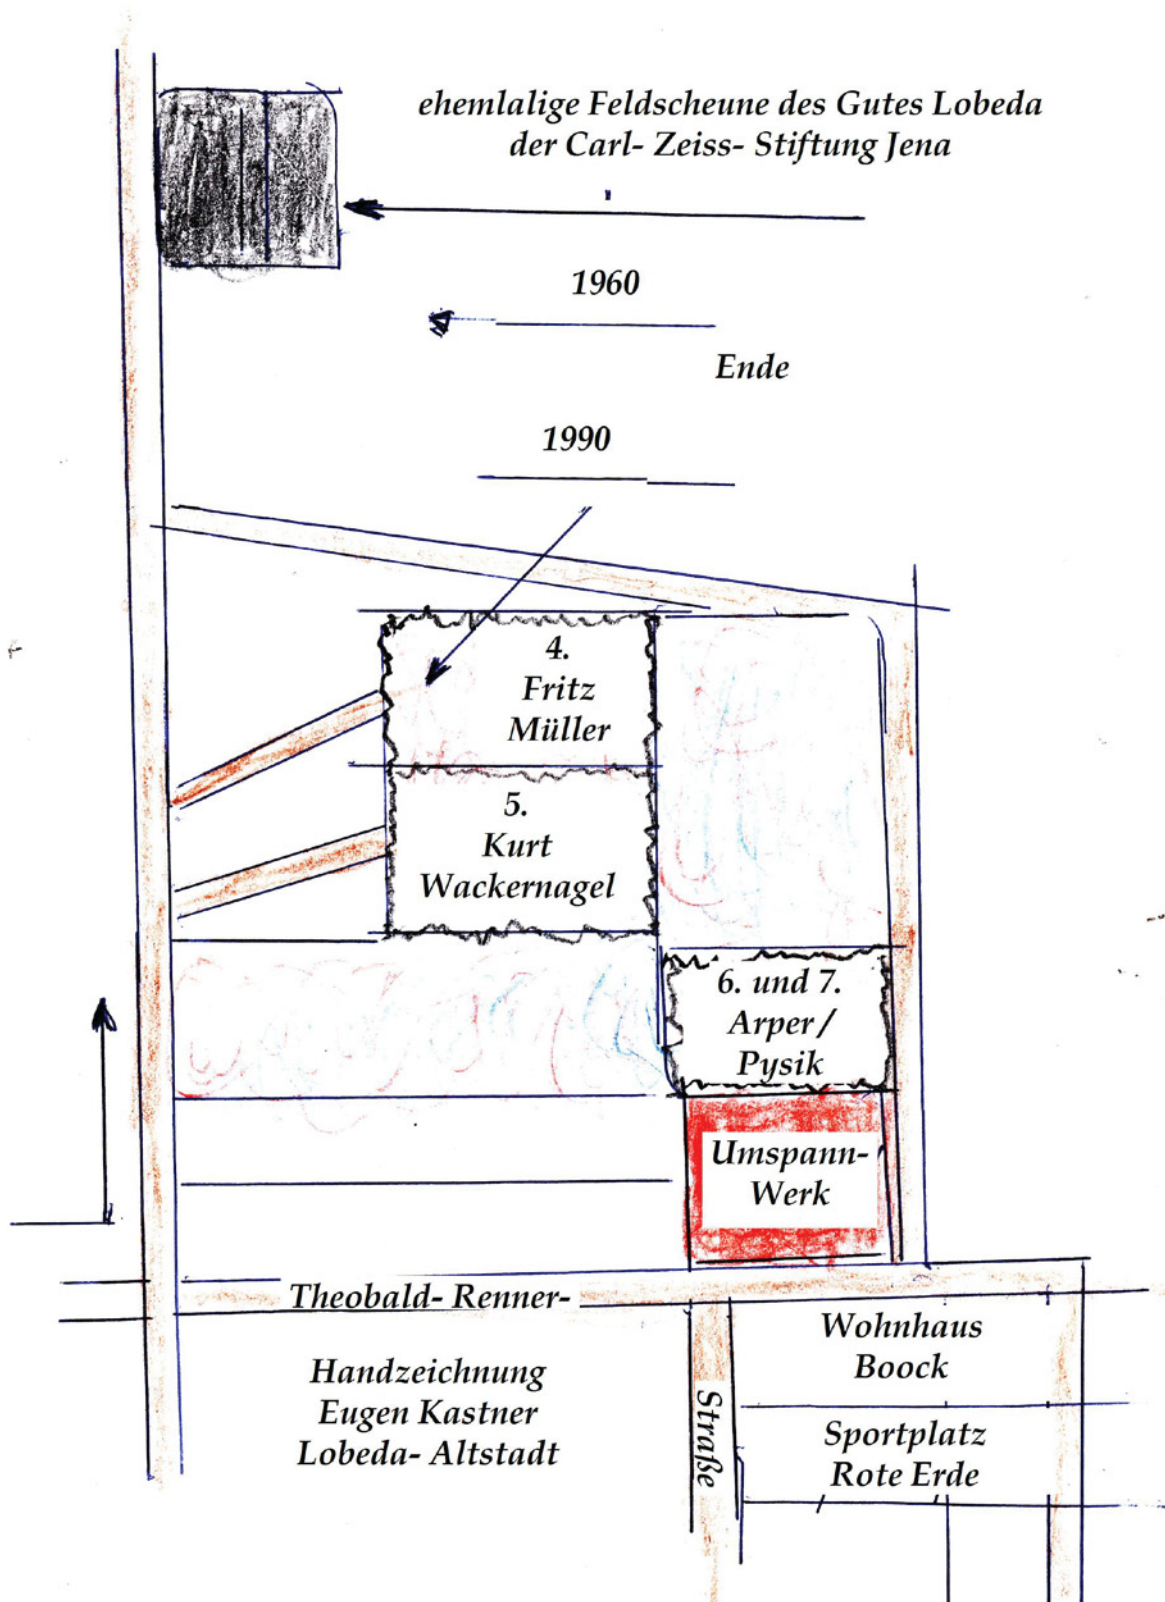 ehemlalige Feldscheune des Gutes Lobeda
der Carl- Zeiss- Stiftung Jena
1960
Ende
1990
4.
Fritz
Müller
5.
Kurt
Wackernagel
6. und 7.
Arper/
Pysik
Umspann-
Werk
Theobald- Renner-
Straße
Wohnhaus
Boock
Handzeichnung
Eugen Kastner
Lobeda- Altstadt
Sportplatz
Rote Erde